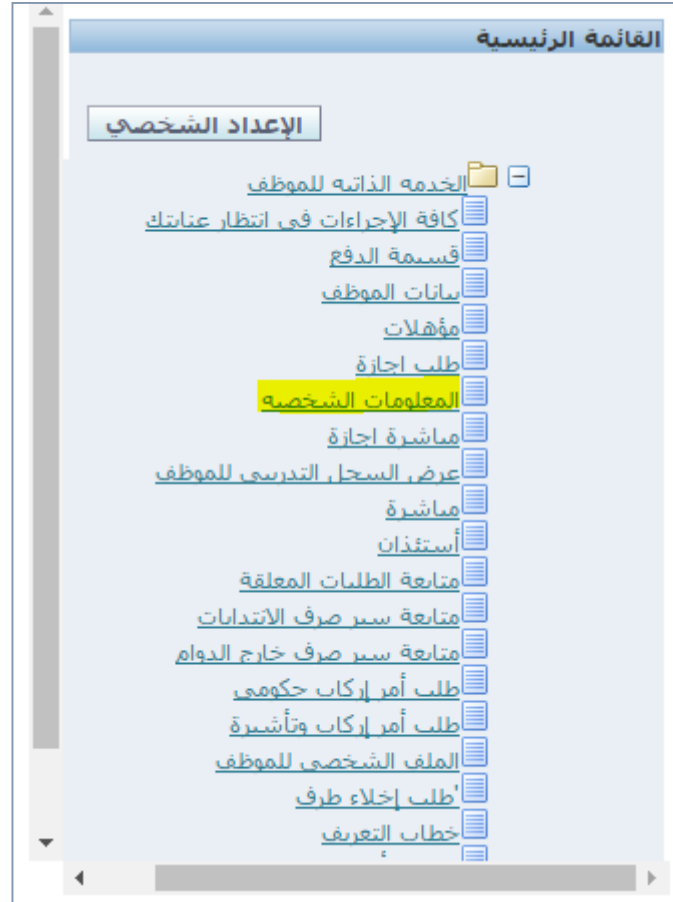 القائمة الرئيسية
الإعداد الشخصي
الخدمه الذاتيه للموظف
كافة الإجراءات في انتظار عنايتك
قسيمة الدفع
بيانات الموظف
مؤهلات
طلب اجازة
المعلومات الشخصيه
مباشرة اجازة
عرض السجل التدريبي للموظف
مباشرة
أستئذان
متابعة الطلبات المعلقة
متابعة سير صرف الانتدابات
متابعة سير صرف خارج الدوام
طلب أمر إركاب حكومي
طلب أمر إركاب وتأشيرة
الملف الشخصي للموظف
'طلب إخلاء طرف
خطاب التعريف